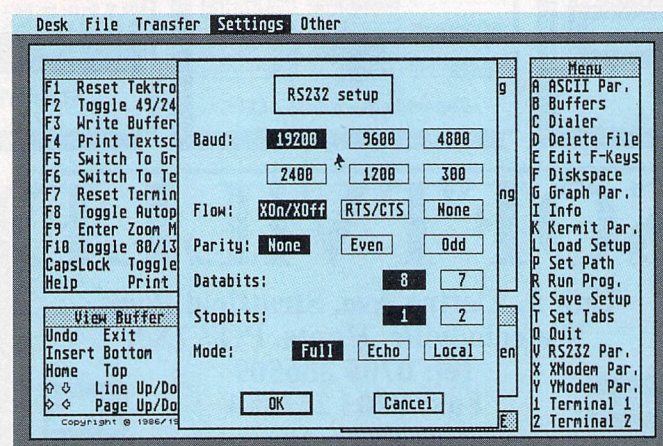 Desk File Transfer Settings Other
F1 Reset Tektro
F2 Toggle 49/24
F3 Write Buffer
F4 Print Textsc
F5 Switch To Gr
F6 Switch To Te
F7 Reset Termin
F8 Toggle Autop
F9 Enter Zoom M
F10 Toggle 80/13
CapsLock Toggle
Help Print
View Buffer
Undo Exit
Insert Bottom
Home Top
⇧ ⇩ Line Up/Do
⇨ ⇦ Page Up/Do
Copyright © 1986/19
RS232 setup
Baud: 19200 9600 4800
2400 1200 300
Flow: XOn/XOff RTS/CTS None
Parity: None Even Odd
Databits: 8 7
Stopbits: 1 2
Mode: Full Echo Local
OK Cancel
g
ng
en
E
Menu
A ASCII Par.
B Buffers
C Dialer
D Delete File
E Edit F-Keys
F Diskspace
G Graph Par.
I Info
K Kermit Par.
L Load Setup
P Set Path
R Run Prog.
S Save Setup
T Set Tabs
Q Quit
V RS232 Par.
X XModem Par.
Y YModem Par.
1 Terminal 1
2 Terminal 2